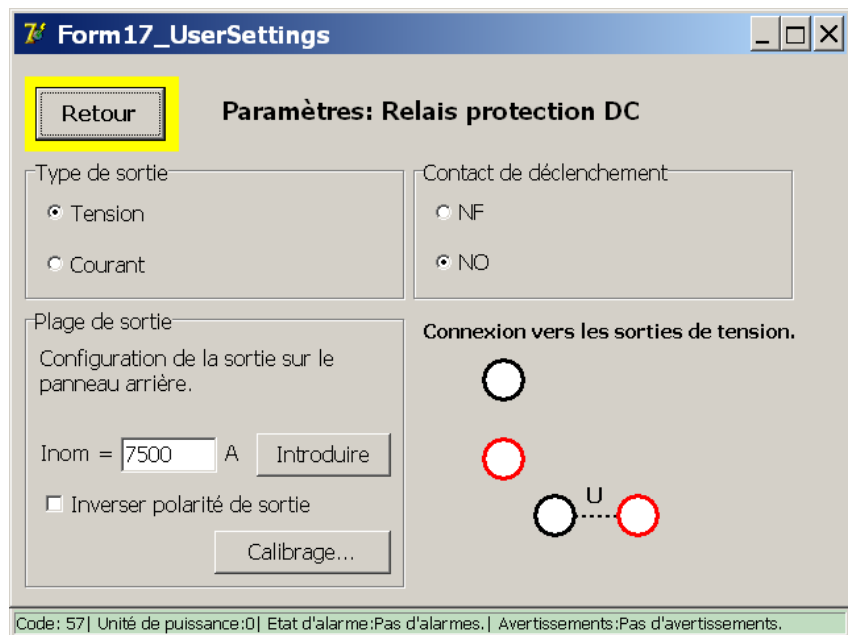 Form17_UserSettings
Retour
Paramètres: Relais protection DC
Type de sortie
Tension
Courant
Contact de déclenchement
NF
NO
Plage de sortie
Configuration de la sortie sur le
panneau arrière.
Inom = 7500 A Introduire
Inverser polarité de sortie
Calibrage...
Connexion vers les sorties de tension.
U
Code: 57| Unité de puissance:0| Etat d'alarme:Pas d'alarmes.| Avertissements:Pas d'avertissements.